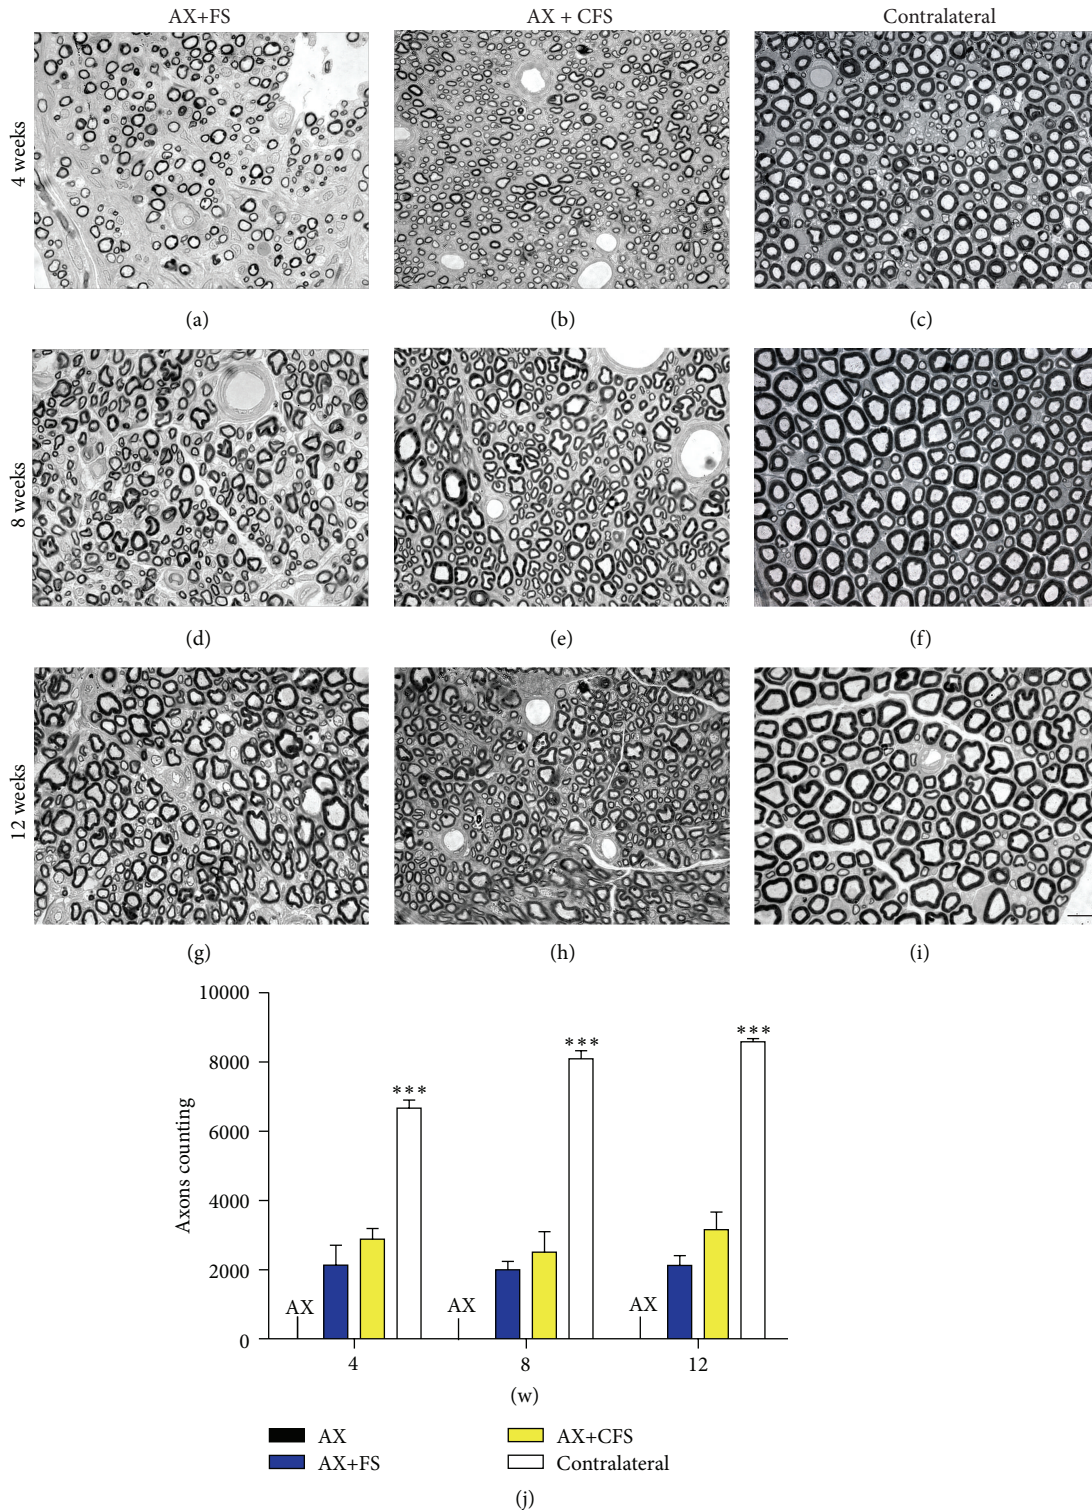 AX+FS AX + CFS Contralateral
4 weeks
(a) (b) (c)
8 weeks
(d) (e) (f)
12 weeks
(g) (h) (i)
10000
8000
6000
4000
2000
0
Axons counting
AX
***
AX
***
AX
***
4 8 12
(w)
AX AX+CFS
AX+FS Contralateral
(j)